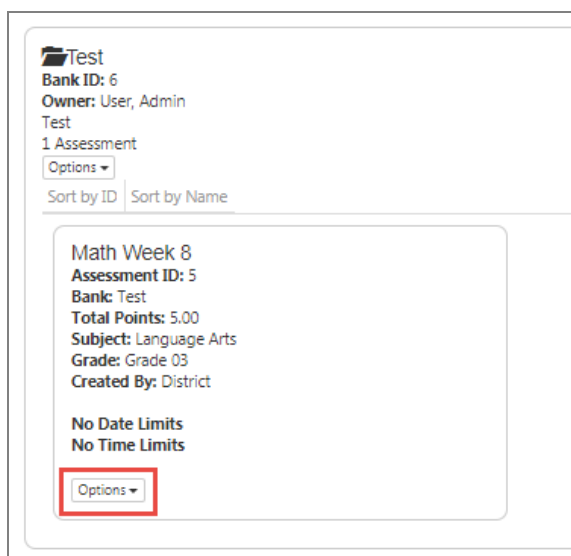 Test
Bank ID: 6
Owner: User, Admin
Test
1 Assessment
Options
Sort by ID Sort by Name
Math Week 8
Assessment ID: 5
Bank: Test
Total Points: 5.00
Subject: Language Arts
Grade: Grade 03
Created By: District
No Date Limits
No Time Limits
Options